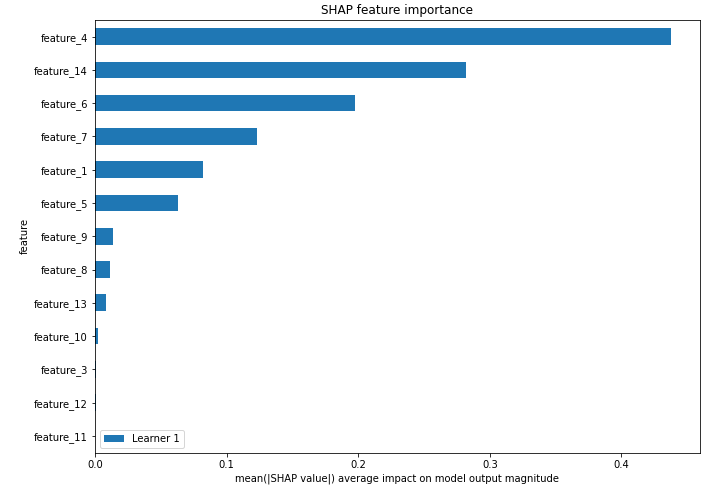 SHAP feature importance
feature_4
feature_14
feature_6
feature_7
feature_1
feature_5
feature_9
feature_8
feature_13
feature_10
feature_3
feature_12
feature_11
feature
Learner 1
0.0 0.1 0.2 0.3 0.4
mean(|SHAP value|) average impact on model output magnitude